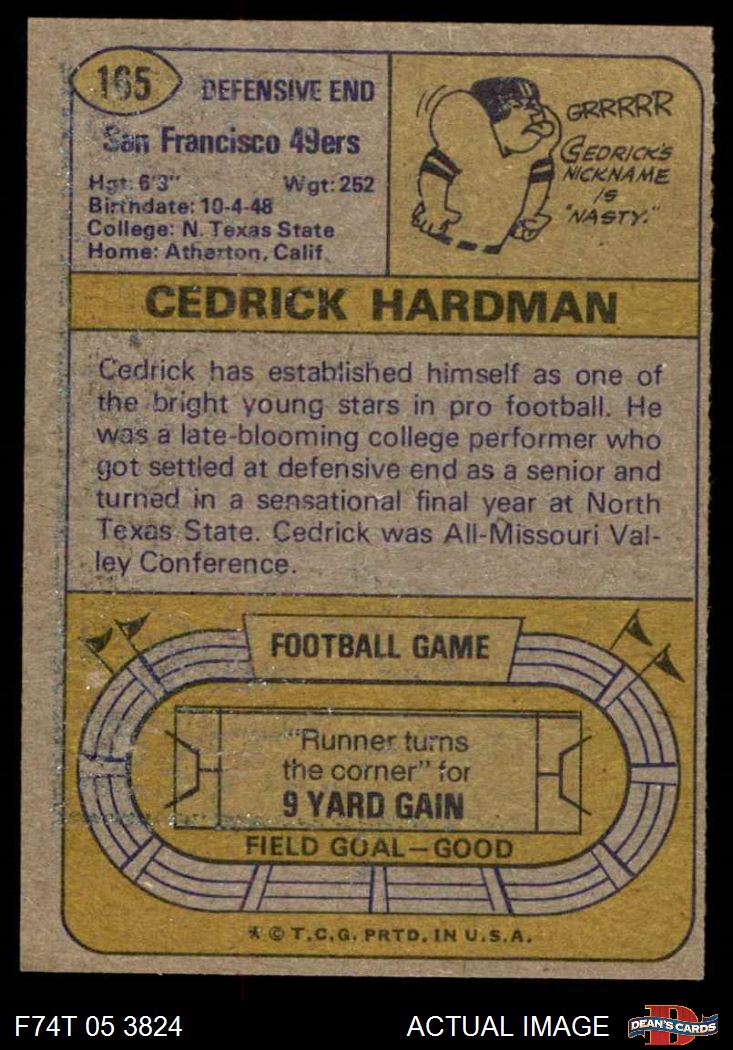 165
DEFENSIVE END
San Francisco 49ers
Hgt: 6'3" Wgt: 252
Birthdate: 10-4-48
College: N. Texas State
Home: Atherton, Calif.
GRRRRR
CEDRICK'S
NICKNAME
IS
"NASTY."
CEDRICK HARDMAN
Cedrick has established himself as one of
the bright young stars in pro football. He
was a late-blooming college performer who
got settled at defensive end as a senior and
turned in a sensational final year at North
Texas State. Cedrick was All-Missouri Val-
ley Conference.
FOOTBALL GAME
"Runner turns
the corner" for
9 YARD GAIN
FIELD GOAL—GOOD
* © T.C.G. PRTD. IN U.S.A.
F74T 05 3824 ACTUAL IMAGE
D
DEAN'S CARDS